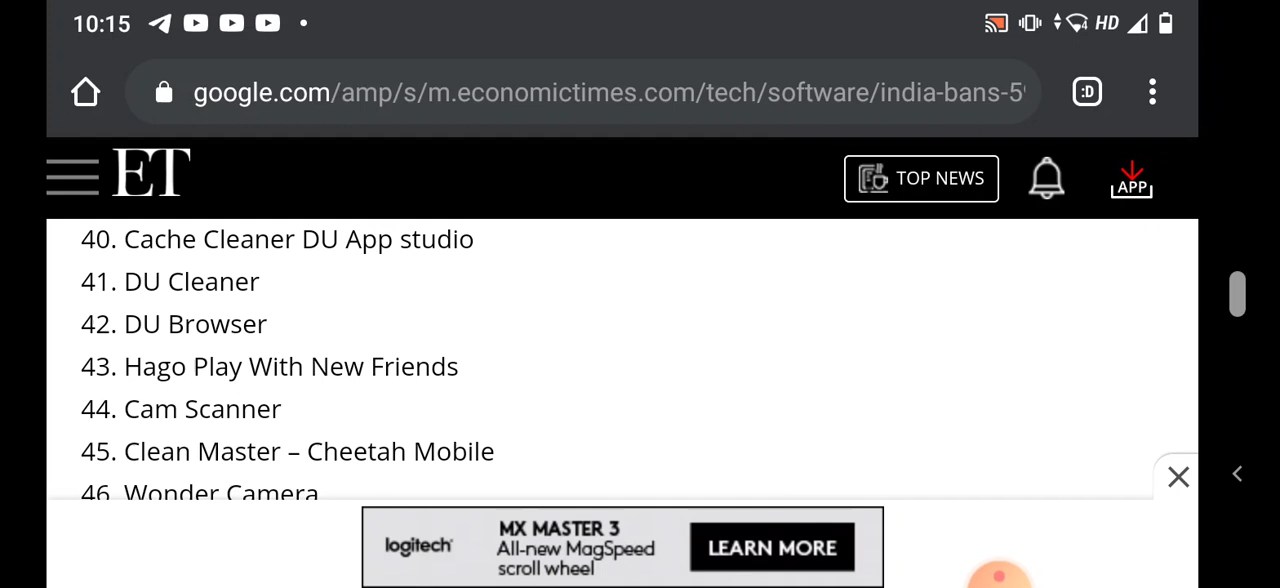 10:15 HD
google.com/amp/s/m.economictimes.com/tech/software/india-bans-5
ET TOP NEWS APP
40. Cache Cleaner DU App studio
41. DU Cleaner
42. DU Browser
43. Hago Play With New Friends
44. Cam Scanner
45. Clean Master – Cheetah Mobile
46. Wonder Camera
logitech
MX MASTER 3
All-new MagSpeed
scroll wheel
LEARN MORE